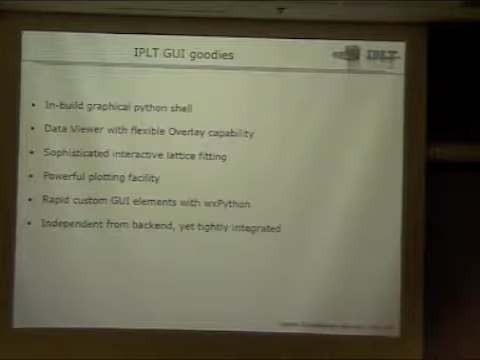 IPLT GUI goodies
IPLT
• In-build graphical python shell
• Data Viewer with flexible Overlay capability
• Sophisticated interactive lattice fitting
• Powerful plotting facility
• Rapid custom GUI elements with wxPython
• Independent from backend, yet tightly integrated